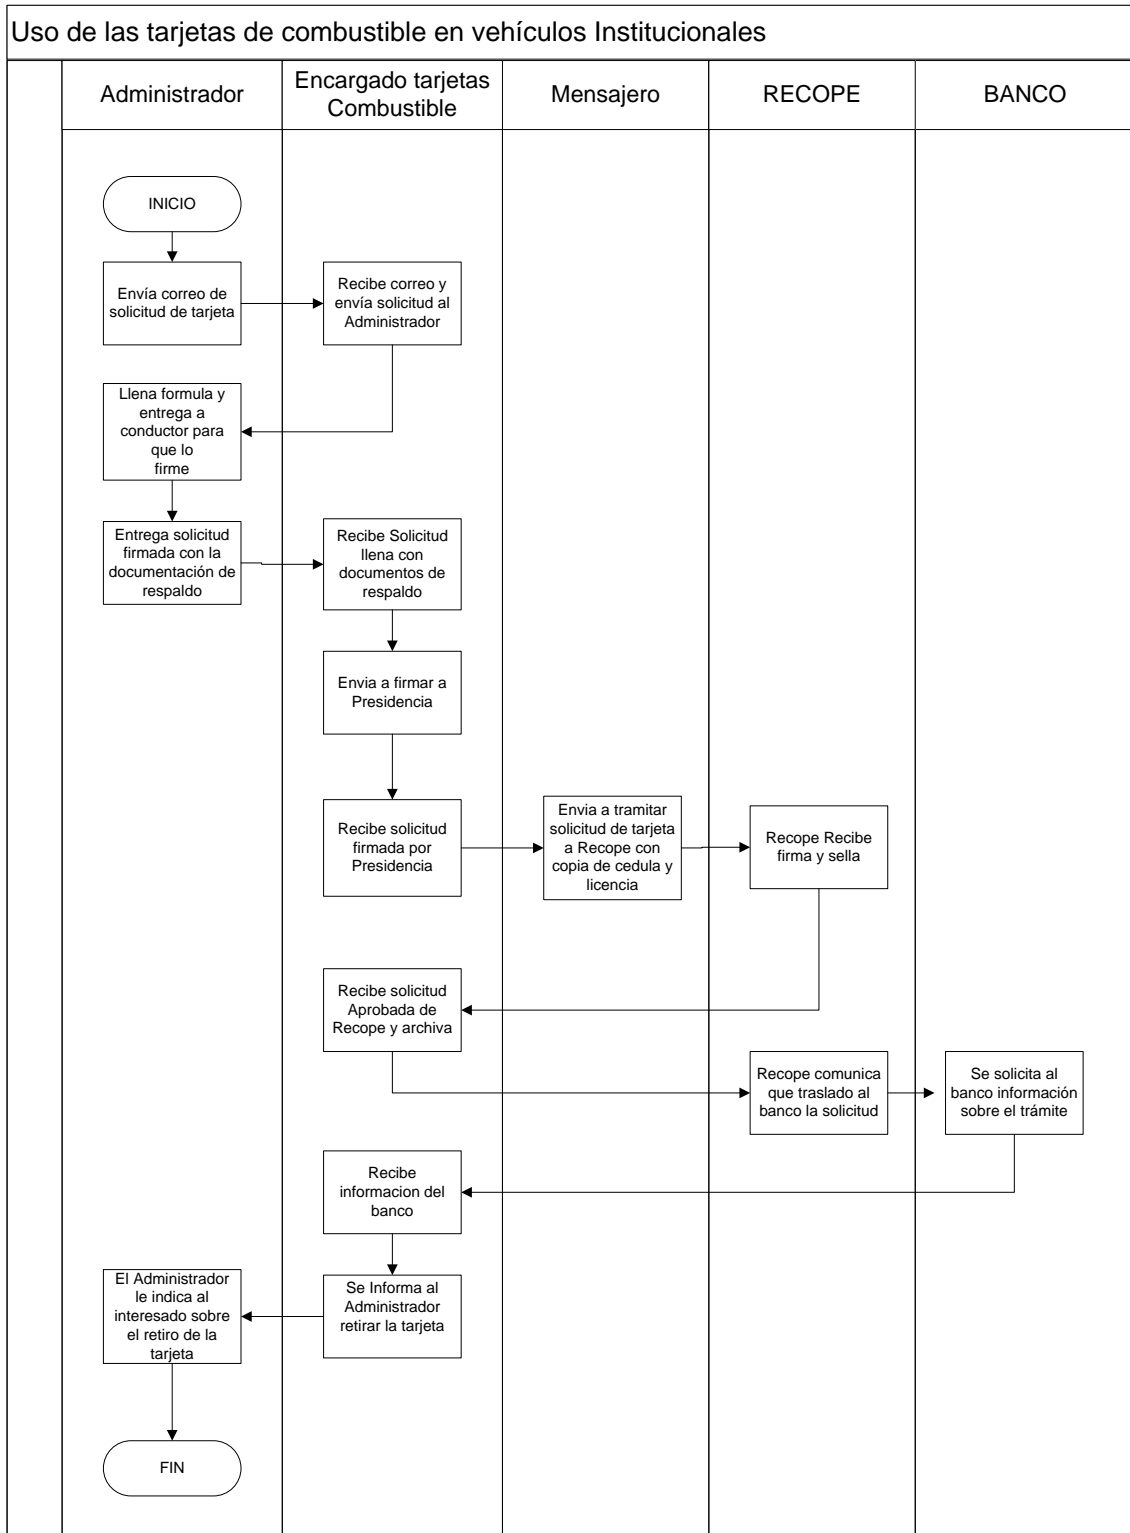 Uso de las tarjetas de combustible en vehículos Institucionales
Administrador
Encargado tarjetas
Combustible
Mensajero
RECOPE
BANCO
INICIO
Envía correo de
solicitud de tarjeta
Recibe correo y
envía solicitud al
Administrador
Llena formula y
entrega a
conductor para
que lo
firme
Entrega solicitud
firmada con la
documentación de
respaldo
Recibe Solicitud
llena con
documentos de
respaldo
Envia a firmar a
Presidencia
Recibe solicitud
firmada por
Presidencia
Envia a tramitar
solicitud de tarjeta
a Recope con
copia de cedula y
licencia
Recope Recibe
firma y sella
Recibe solicitud
Aprobada de
Recope y archiva
Recope comunica
que traslado al
banco la solicitud
Se solicita al
banco información
sobre el trámite
Recibe
informacion del
banco
Se Informa al
Administrador
retirar la tarjeta
El Administrador
le indica al
interesado sobre
el retiro de la
tarjeta
FIN